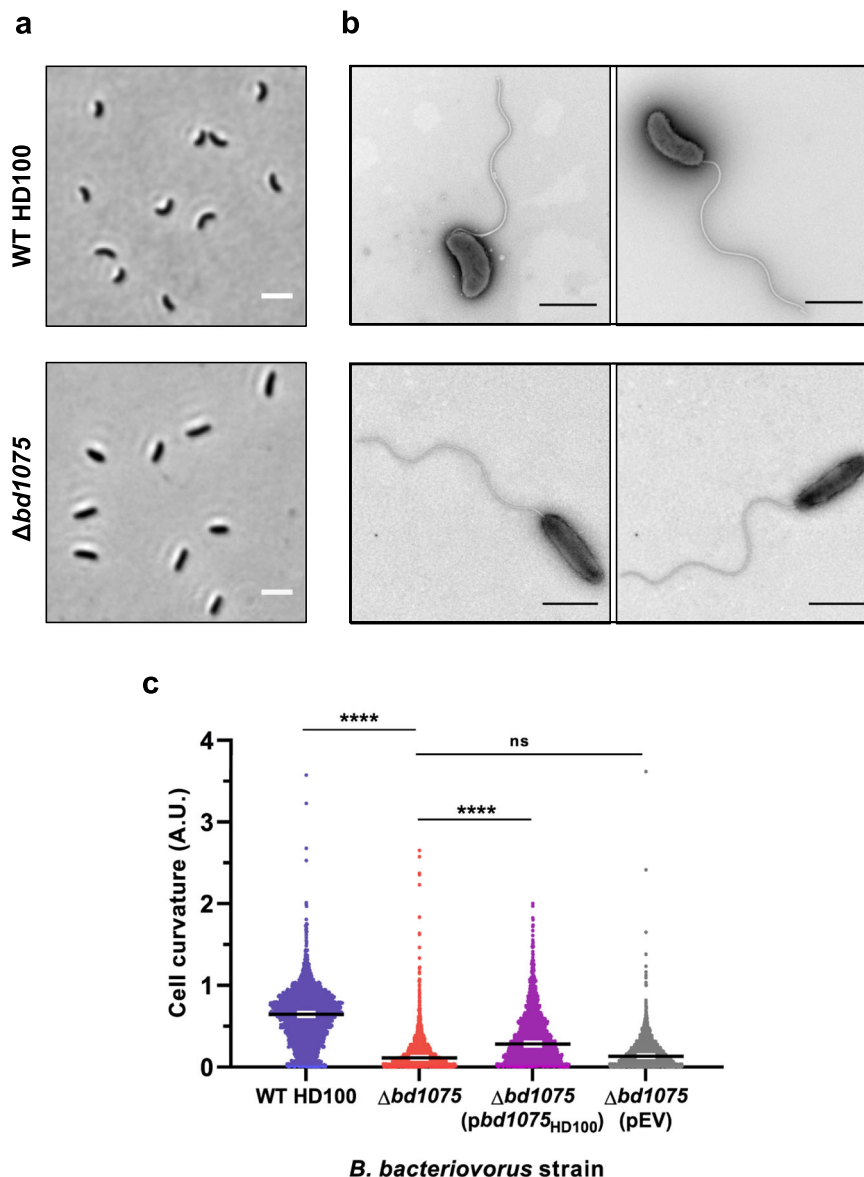 a
b
WT HD100
Δbd1075
c
****
ns
****
4
3
2
1
0
Cell curvature (A.U.)
WT HD100
Δbd1075
Δbd1075
(pbd1075HD100)
Δbd1075
(pEV)
B. bacteriovorus strain